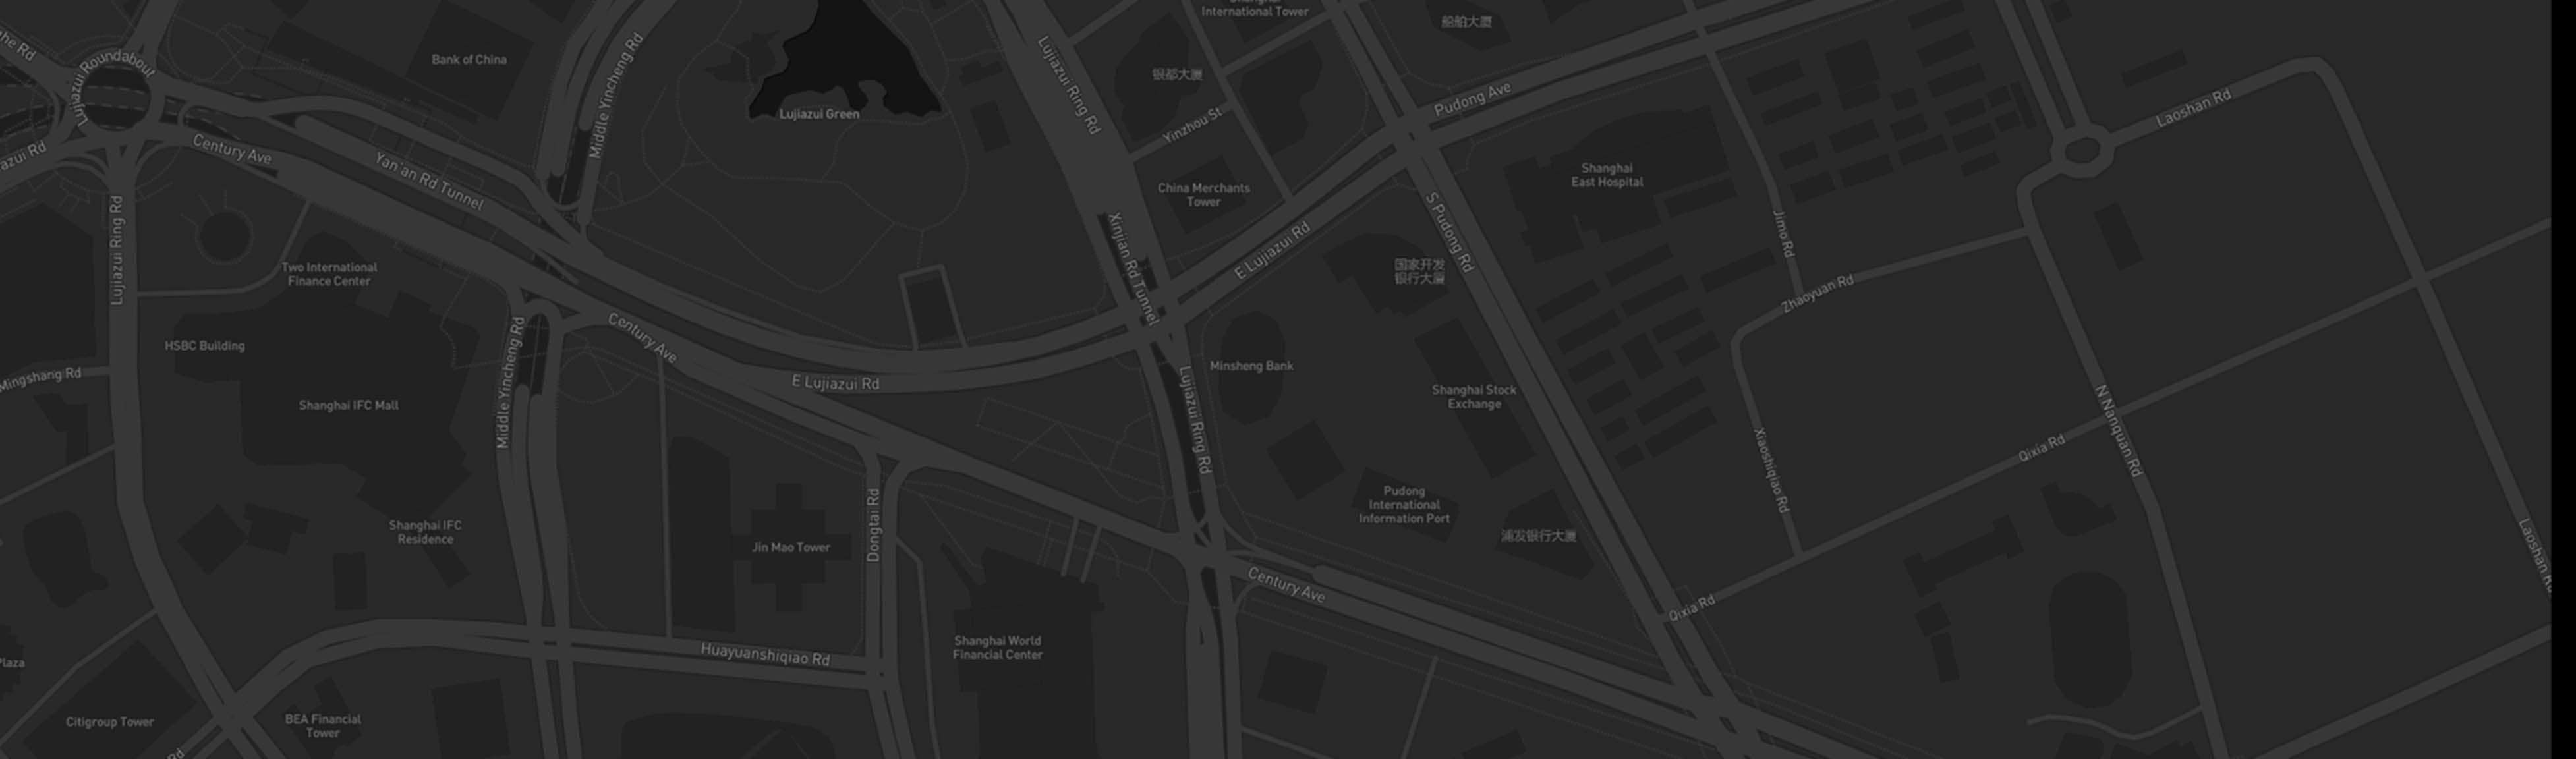 International Tower
船舶大厦
Lujiazui Roundabout
Bank of China
Middle Yincheng Rd
Lujiazui Ring Rd
银都大厦
Pudong Ave
Laoshan Rd
Lujiazui Green
Yinzhou St
Century Ave
Yan'an Rd Tunnel
Shanghai
East Hospital
China Merchants
Tower
Lujiazui Ring Rd
Xinjian Rd Tunnel
E Lujiazui Rd
S Pudong Rd
Jimo Rd
Two International
Finance Center
国家开发
银行大厦
Zhaoyuan Rd
HSBC Building
Century Ave
Minsheng Bank
Mingshang Rd
E Lujiazui Rd
Middle Yincheng Rd
Shanghai IFC Mall
Lujiazui Ring Rd
Shanghai Stock
Exchange
N Nanquan Rd
Qixia Rd
Xiaoshiqiao Rd
Pudong
International
Information Port
Shanghai IFC
Residence
Dongtai Rd
浦发银行大厦
Jin Mao Tower
Laoshan R
Century Ave
Qixia Rd
Shanghai World
Financial Center
Huayuanshiqiao Rd
Plaza
Citigroup Tower
BEA Financial
Tower
Rd